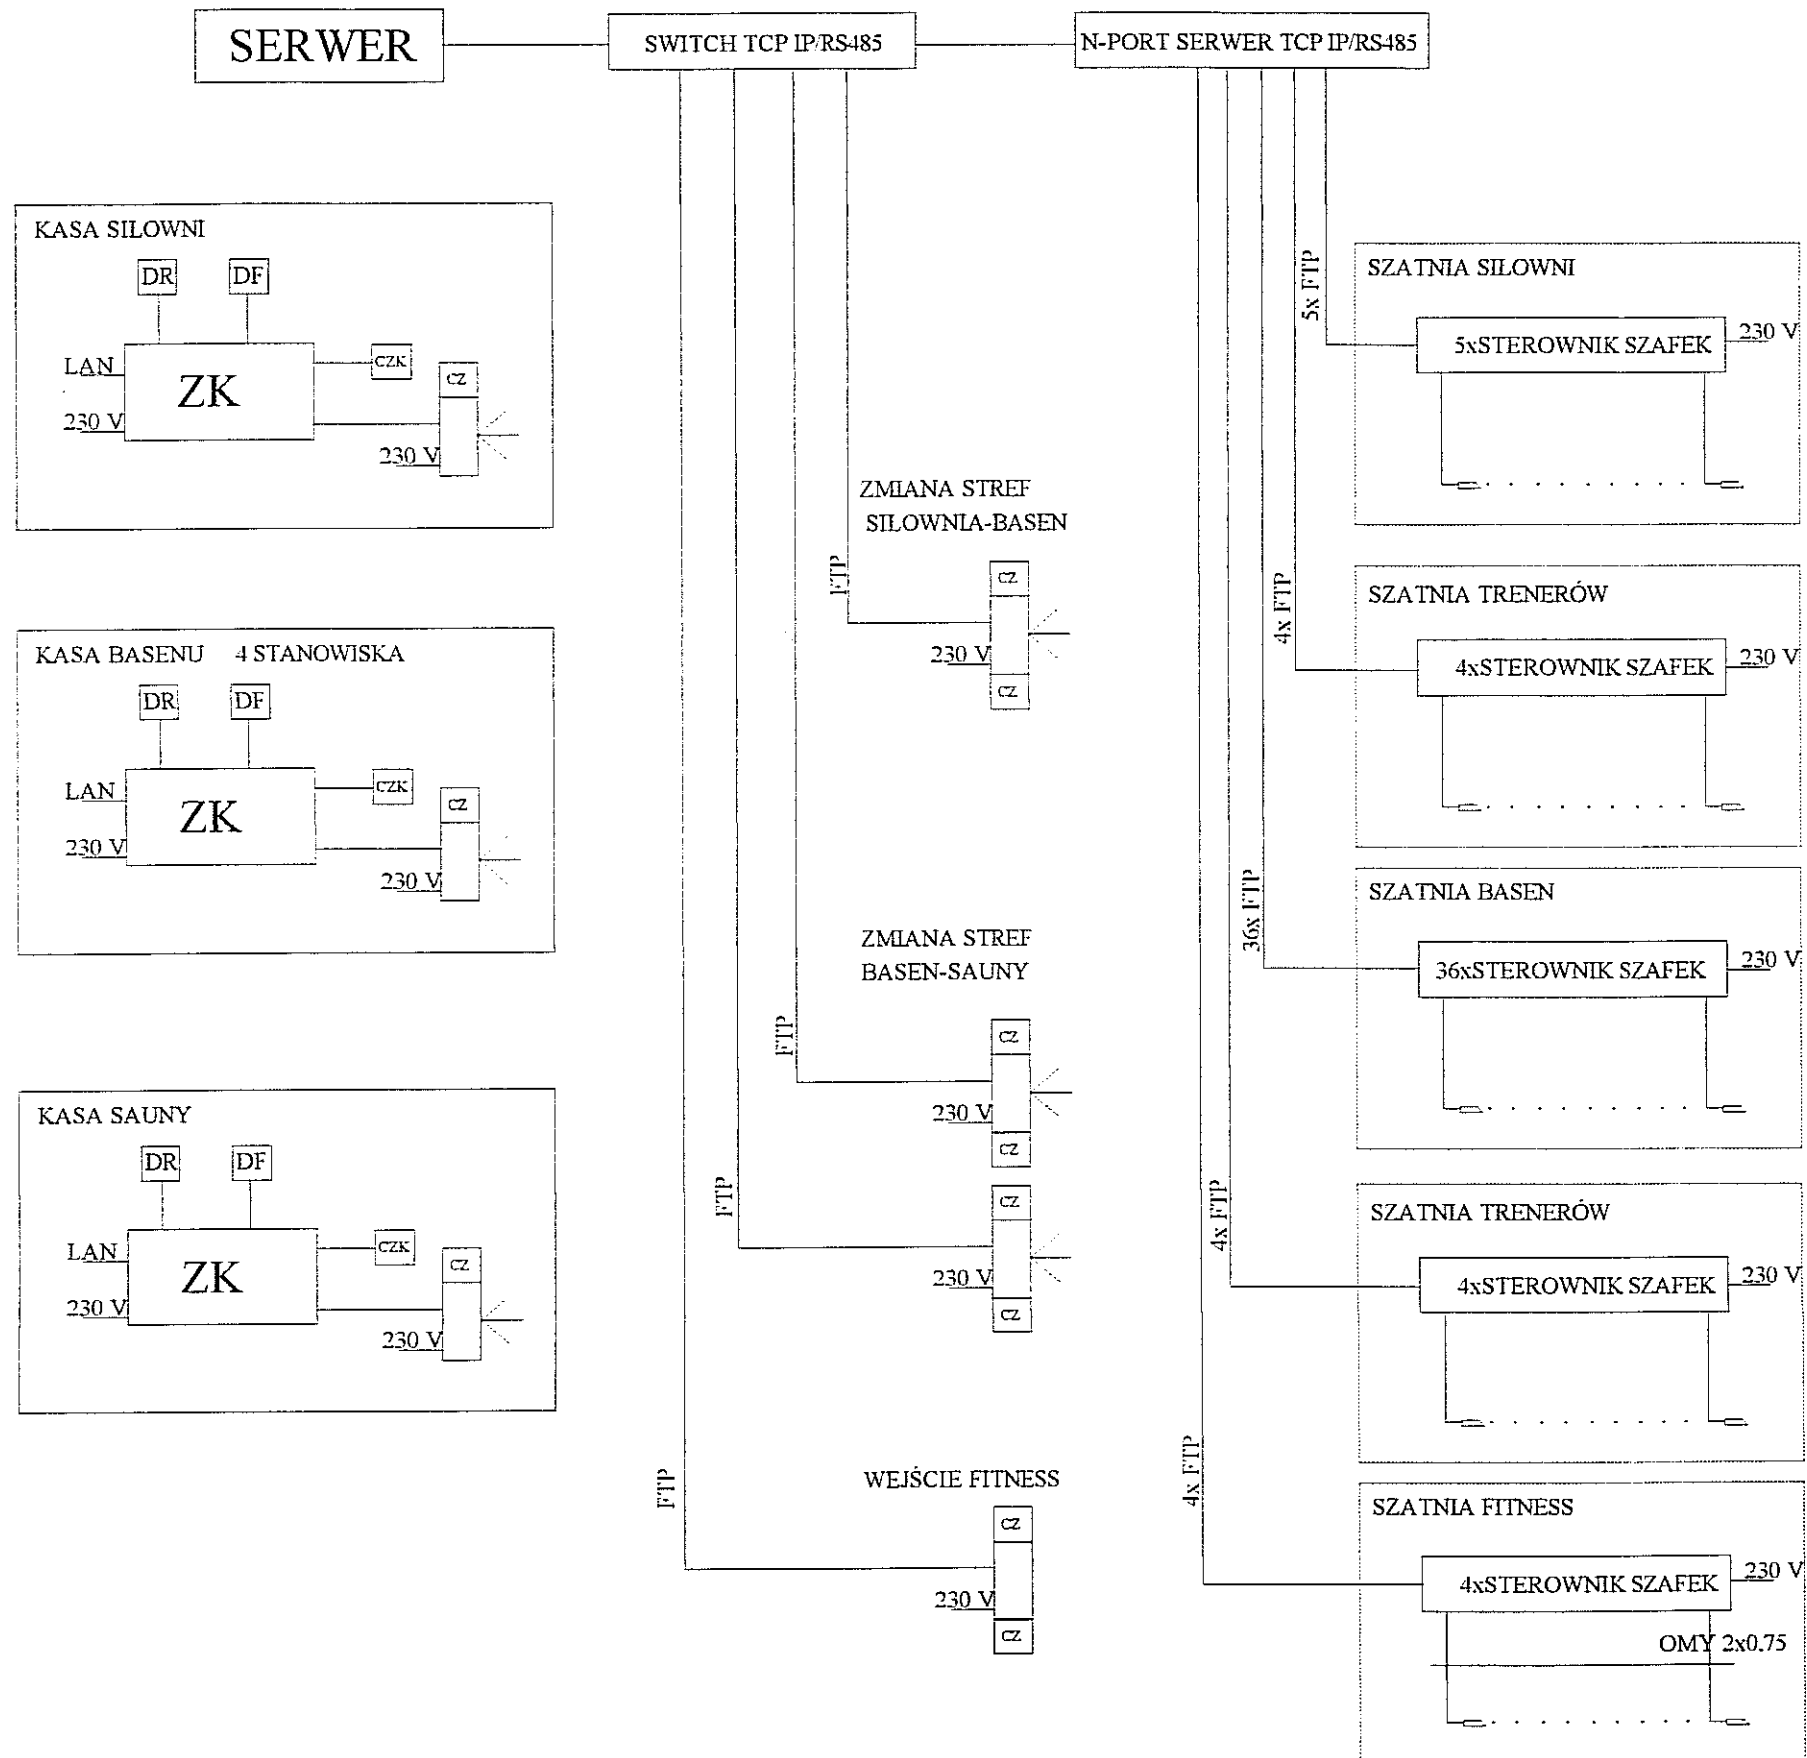 SERWER
SWITCH TCP IP/RS485
N-PORT SERWER TCP IP/RS485
KASA SILOWNI
DR
DF
LAN
ZK
CZK
CZ
230 V
230 V
KASA BASENU 4 STANOWISKA
DR
DF
LAN
ZK
CZK
CZ
230 V
230 V
KASA SAUNY
DR
DF
LAN
ZK
CZK
CZ
230 V
230 V
ZMIANA STREF
SILOWNIA-BASEN
FTP
CZ
230 V
CZ
ZMIANA STREF
BASEN-SAUNY
FTP
CZ
230 V
CZ
FTP
CZ
230 V
CZ
WEJŚCIE FITNESS
FTP
CZ
230 V
CZ
5x FTP
SZATNIA SILOWNI
5xSTEROWNIK SZAFEK
230 V
4x FTP
SZATNIA TRENERÓW
4xSTEROWNIK SZAFEK
230 V
36x FTP
SZATNIA BASEN
36xSTEROWNIK SZAFEK
230 V
4x FTP
SZATNIA TRENERÓW
4xSTEROWNIK SZAFEK
230 V
4x FTP
SZATNIA FITNESS
4xSTEROWNIK SZAFEK
230 V
OMY 2x0.75